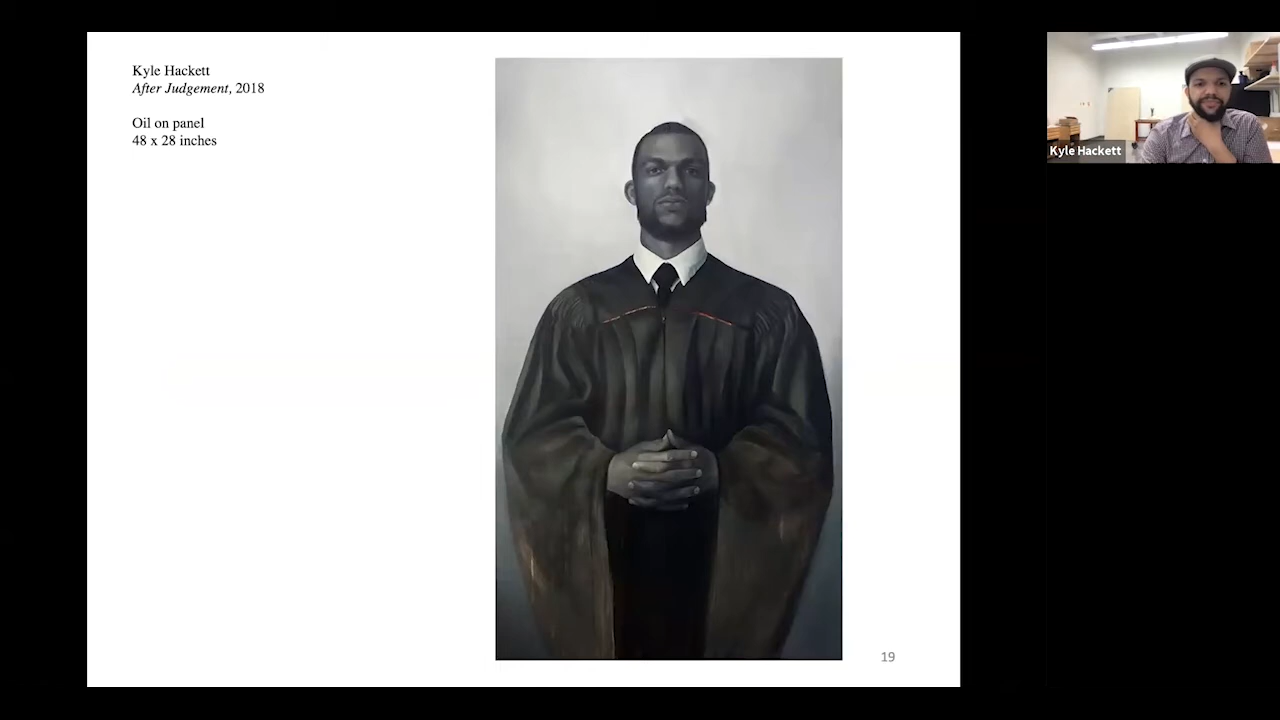 Kyle Hackett
After Judgement, 2018
Oil on panel
48 x 28 inches
19
Kyle Hackett